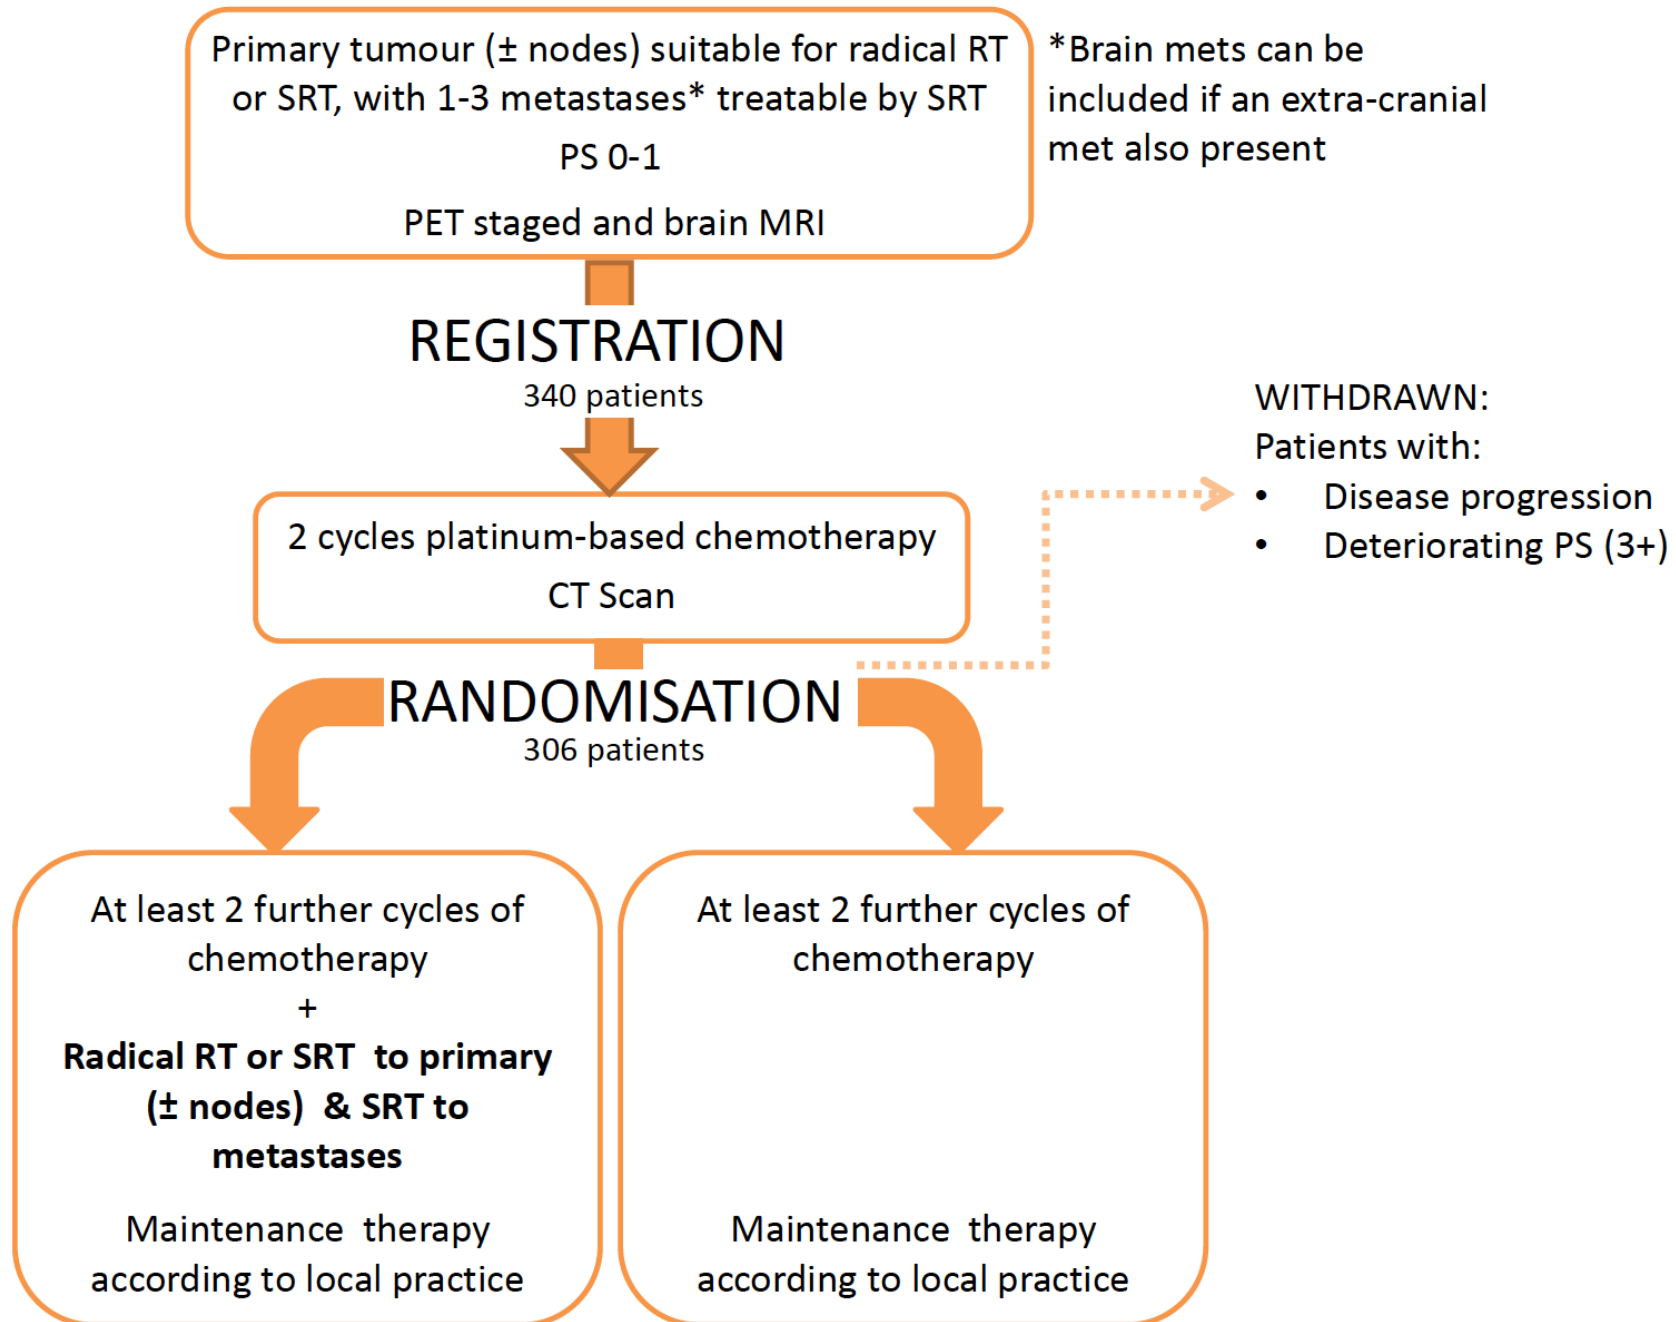 Primary tumour (± nodes) suitable for radical RT
or SRT, with 1-3 metastases* treatable by SRT
PS 0-1
PET staged and brain MRI
*Brain mets can be
included if an extra-cranial
met also present
REGISTRATION
340 patients
2 cycles platinum-based chemotherapy
CT Scan
WITHDRAWN:
Patients with:
• Disease progression
• Deteriorating PS (3+)
RANDOMISATION
306 patients
At least 2 further cycles of
chemotherapy
+
Radical RT or SRT to primary
(± nodes) & SRT to
metastases
Maintenance therapy
according to local practice
At least 2 further cycles of
chemotherapy
Maintenance therapy
according to local practice